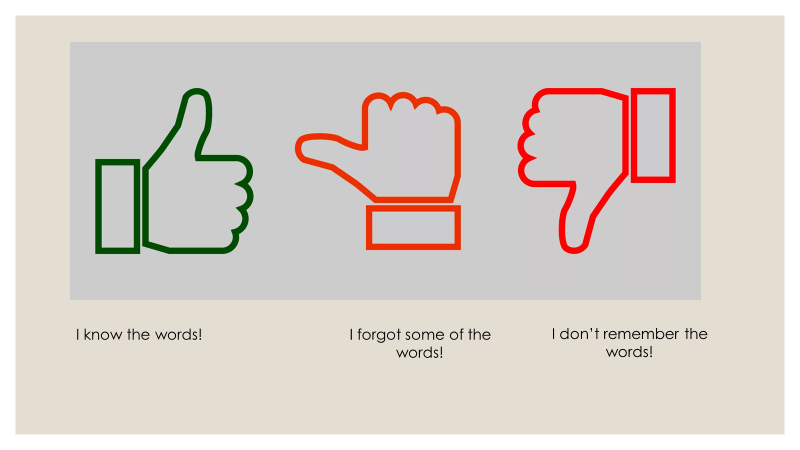 I know the words!
I forgot some of the
words!
I don’t remember the
words!